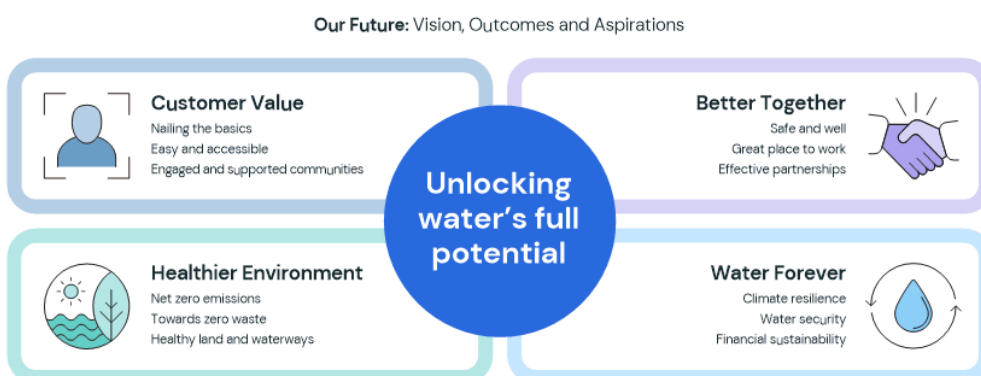 Our Future: Vision, Outcomes and Aspirations
Customer Value
Nailing the basics
Easy and accessible
Engaged and supported communities
Better Together
Safe and well
Great place to work
Effective partnerships
Unlocking
water's full
potential
Healthier Environment
Net zero emissions
Towards zero waste
Healthy land and waterways
Water Forever
Climate resilience
Water security
Financial sustainability